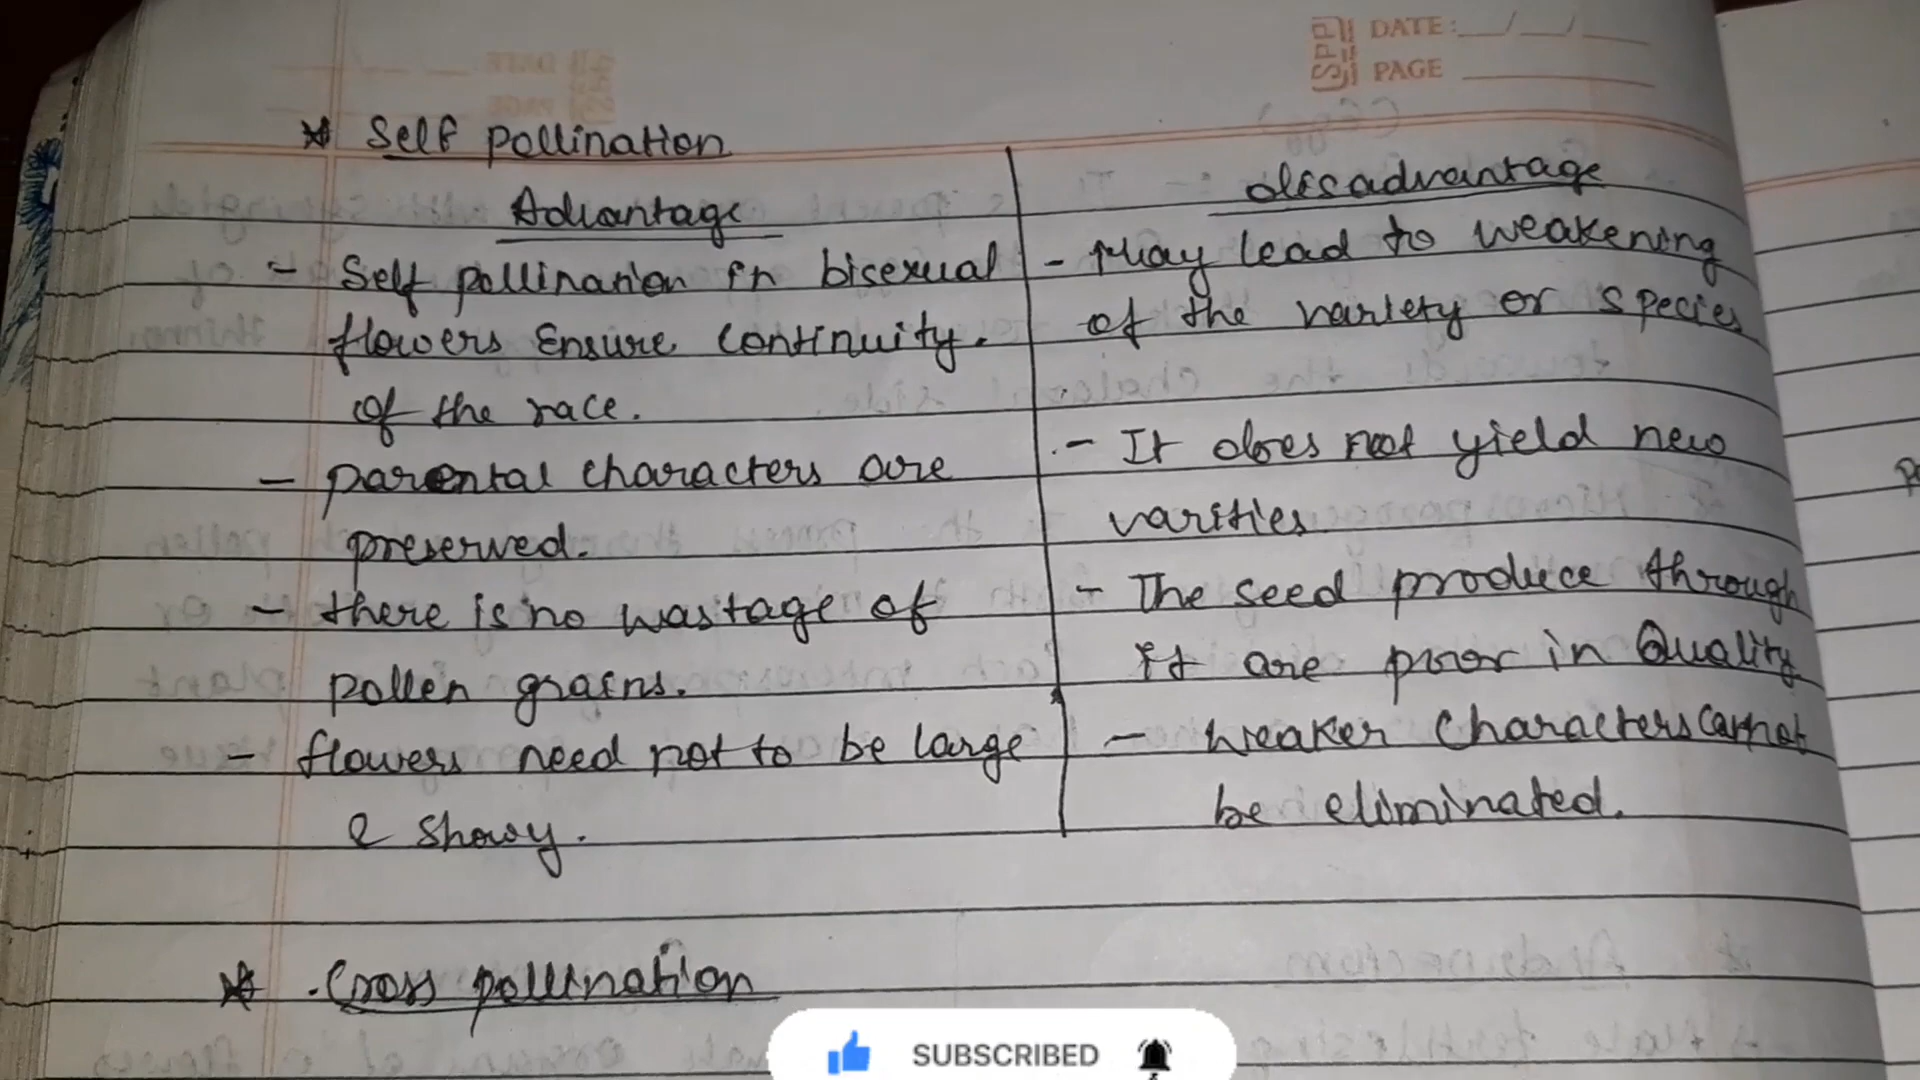 DATE: __/__/__
PAGE
★ Self pollination
Advantage
- Self pollination in bisexual
flowers Ensure continuity.
of the race.
- parental characters are
preserved.
- there is no wastage of
pollen grains.
- flowers need not to be large
& showy.
disadvantage
- May lead to weakening
of the variety or species
- It does not yield new
varities
- The seed produce through
it are poor in Quality
- Weaker Characters Cannot
be eliminated.
★ Cross pollination
SUBSCRIBED